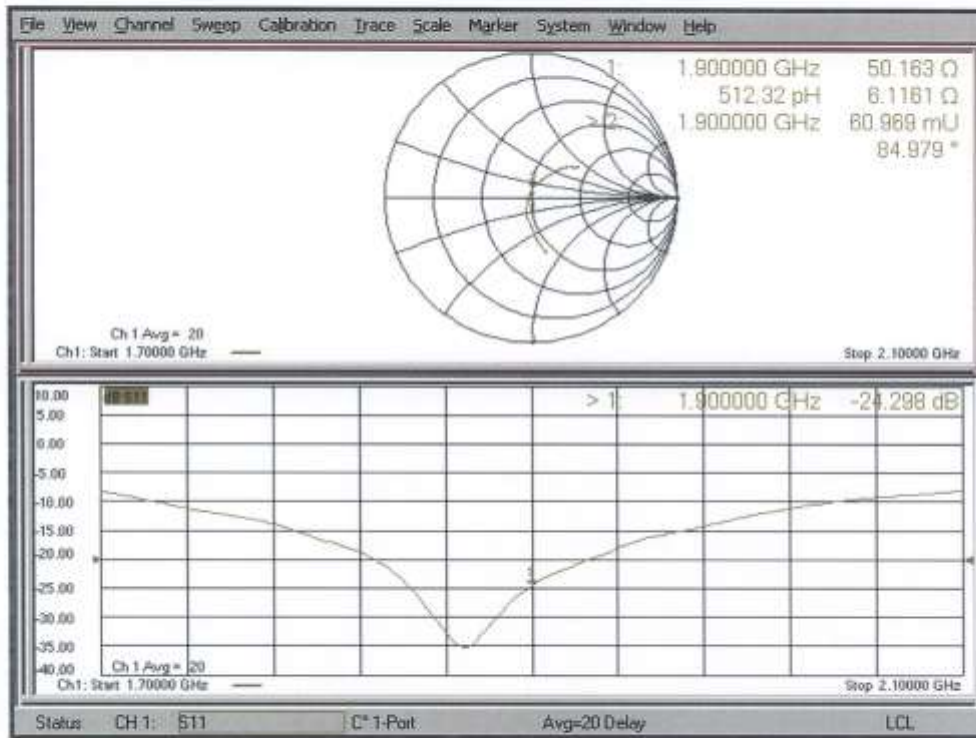 File View Channel Sweep Calibration Trace Scale Marker System Window Help
1: 1.900000 GHz 50.163 Ω
512.32 pH 6.1161 Ω
> 2: 1.900000 GHz 60.969 mU
84.979 °
Ch 1 Avg = 20
Ch1: Start 1.70000 GHz
Stop 2.10000 GHz
10.00
dB S11
> 1: 1.900000 GHz -24.298 dB
5.00
0.00
-5.00
-10.00
-15.00
-20.00
-25.00
-30.00
-35.00
-40.00
Ch 1 Avg = 20
Ch1: Start 1.70000 GHz
Stop 2.10000 GHz
Status CH 1: S11 C* 1-Port Avg=20 Delay LCL